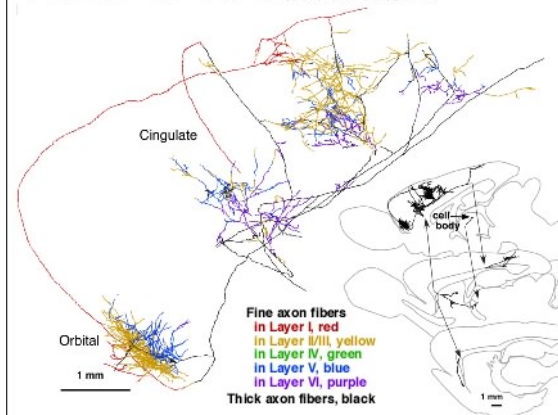 Cingulate
cell
body
Orbital
1 mm
Fine axon fibers
in Layer I, red
in Layer II/III, yellow
in Layer IV, green
in Layer V, blue
in Layer VI, purple
Thick axon fibers, black
1 mm